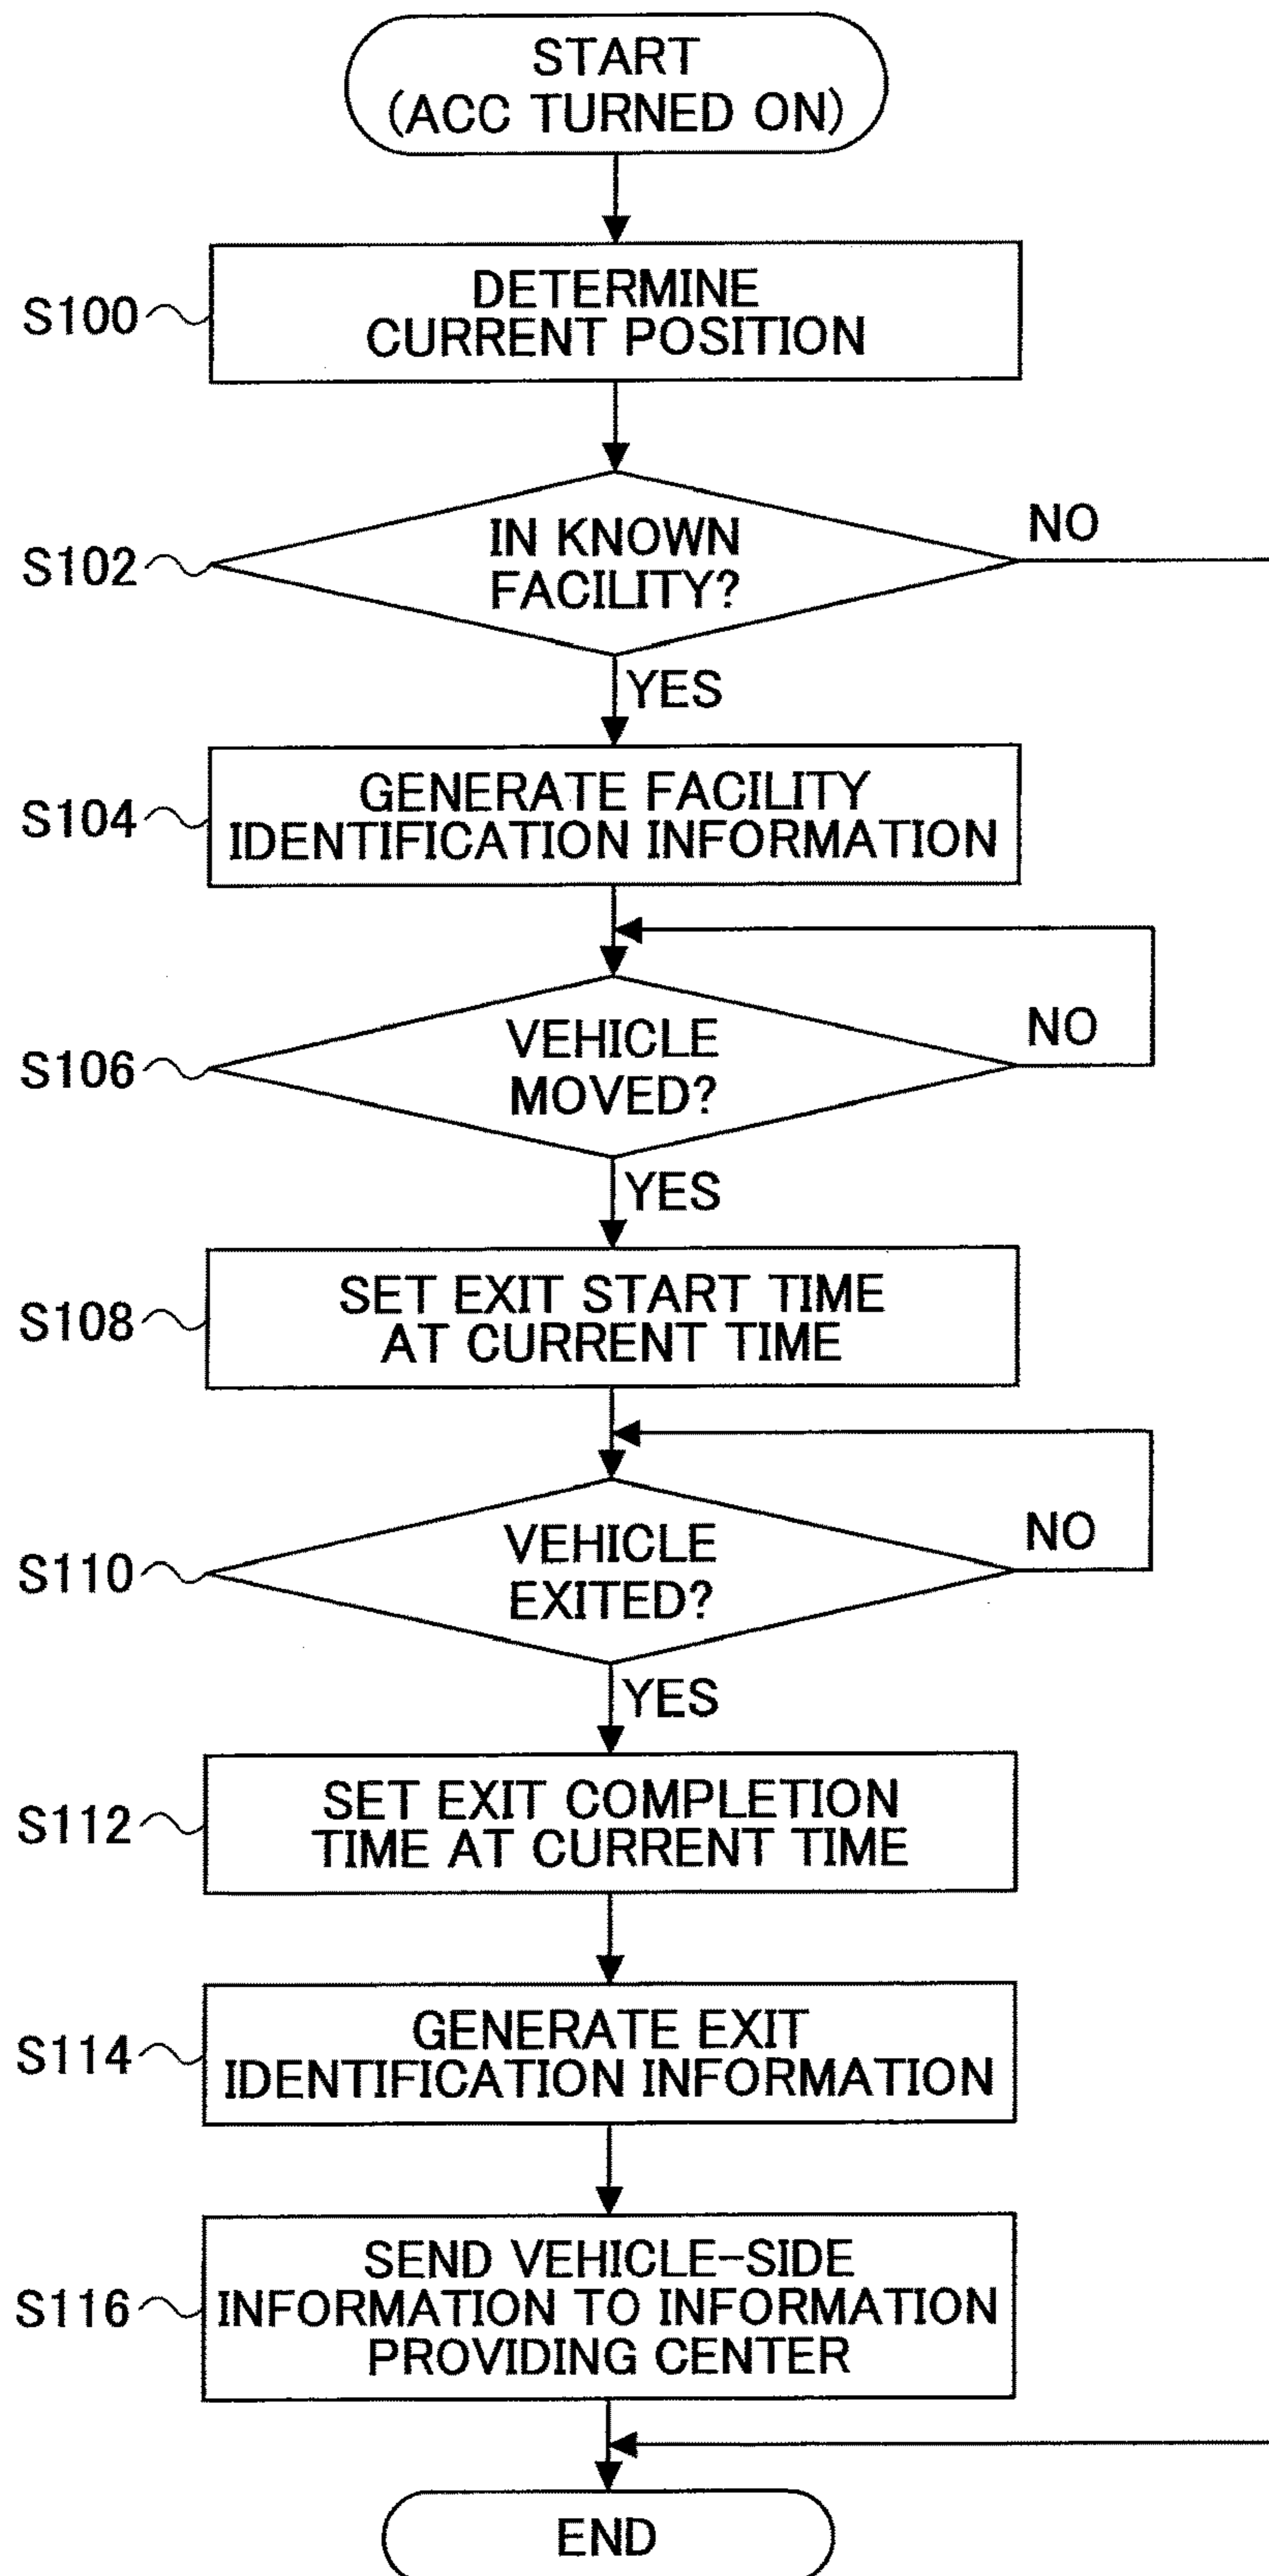 START
(ACC TURNED ON)
S100
DETERMINE
CURRENT POSITION
S102
IN KNOWN
FACILITY?
NO
YES
S104
GENERATE FACILITY
IDENTIFICATION INFORMATION
S106
VEHICLE
MOVED?
NO
YES
S108
SET EXIT START TIME
AT CURRENT TIME
S110
VEHICLE
EXITED?
NO
YES
S112
SET EXIT COMPLETION
TIME AT CURRENT TIME
S114
GENERATE EXIT
IDENTIFICATION INFORMATION
S116
SEND VEHICLE-SIDE
INFORMATION TO INFORMATION
PROVIDING CENTER
END